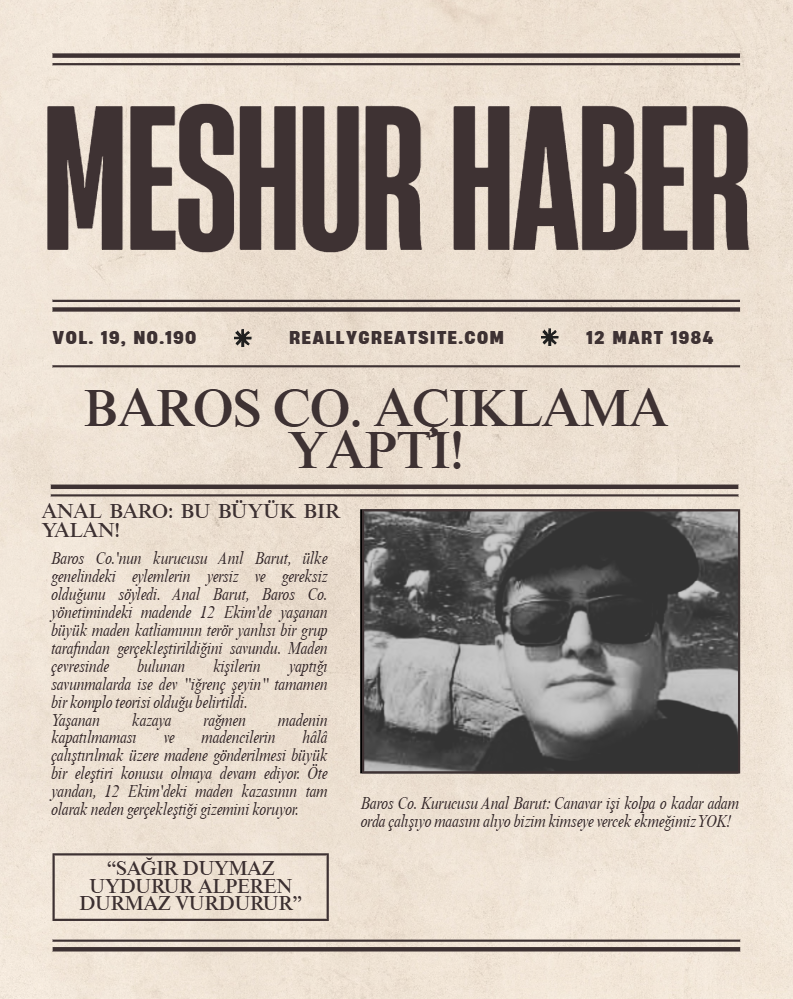 MESHUR HABER
VOL. 19, NO.190
REALLYGREATSITE.COM
12 MART 1984
BAROS CO. AÇIKLAMA
YAPTI!
ANAL BARO: BU BÜYÜK BIR
YALAN!
Baros Co.'nun kurucusu Anıl Barut, ülke
genelindeki eylemlerin yersiz ve gereksiz
olduğunu söyledi. Anal Barut, Baros Co.
yönetimindeki madende 12 Ekim'de yaşanan
büyük maden katliamının terör yanlısı bir grup
tarafından gerçekleştirildiğini savundu. Maden
çevresinde bulunan kişilerin yaptığı
savunmalarda ise dev "iğrenç şeyin" tamamen
bir komplo teorisi olduğu belirtildi.
Yaşanan kazaya rağmen madenin
kapatılmaması ve madencilerin hâlâ
çalıştırılmak üzere madene gönderilmesi büyük
bir eleştiri konusu olmaya devam ediyor. Öte
yandan, 12 Ekim'deki maden kazasının tam
olarak neden gerçekleştiği gizemini koruyor.
“SAĞIR DUYMAZ
UYDURUR ALPEREN
DURMAZ VURDURUR”
Baros Co. Kurucusu Anal Barut: Canavar işi kolpa o kadar adam
orda çalışıyo maasını alıyo bizim kimseye vercek ekmeğimiz YOK!